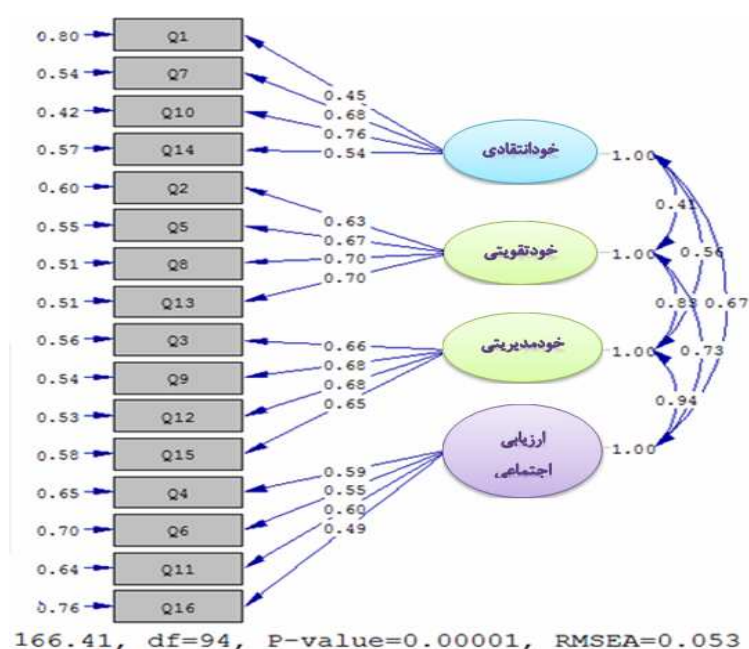 0.80 Q1
0.54 Q7
0.42 Q10
0.57 Q14
0.60 Q2
0.55 Q5
0.51 Q8
0.51 Q13
0.56 Q3
0.54 Q9
0.53 Q12
0.58 Q15
0.65 Q4
0.70 Q6
0.64 Q11
0.76 Q16
0.45
0.68
0.76
0.54
0.63
0.67
0.70
0.70
0.66
0.68
0.68
0.65
0.59
0.55
0.60
0.49
خودانتقادی
خودتقویتی
خودمدیریتی
ارزیابی
اجتماعی
1.00
1.00
1.00
1.00
0.41
0.56
0.83
0.67
0.73
0.94
166.41, df=94, P-value=0.00001, RMSEA=0.053